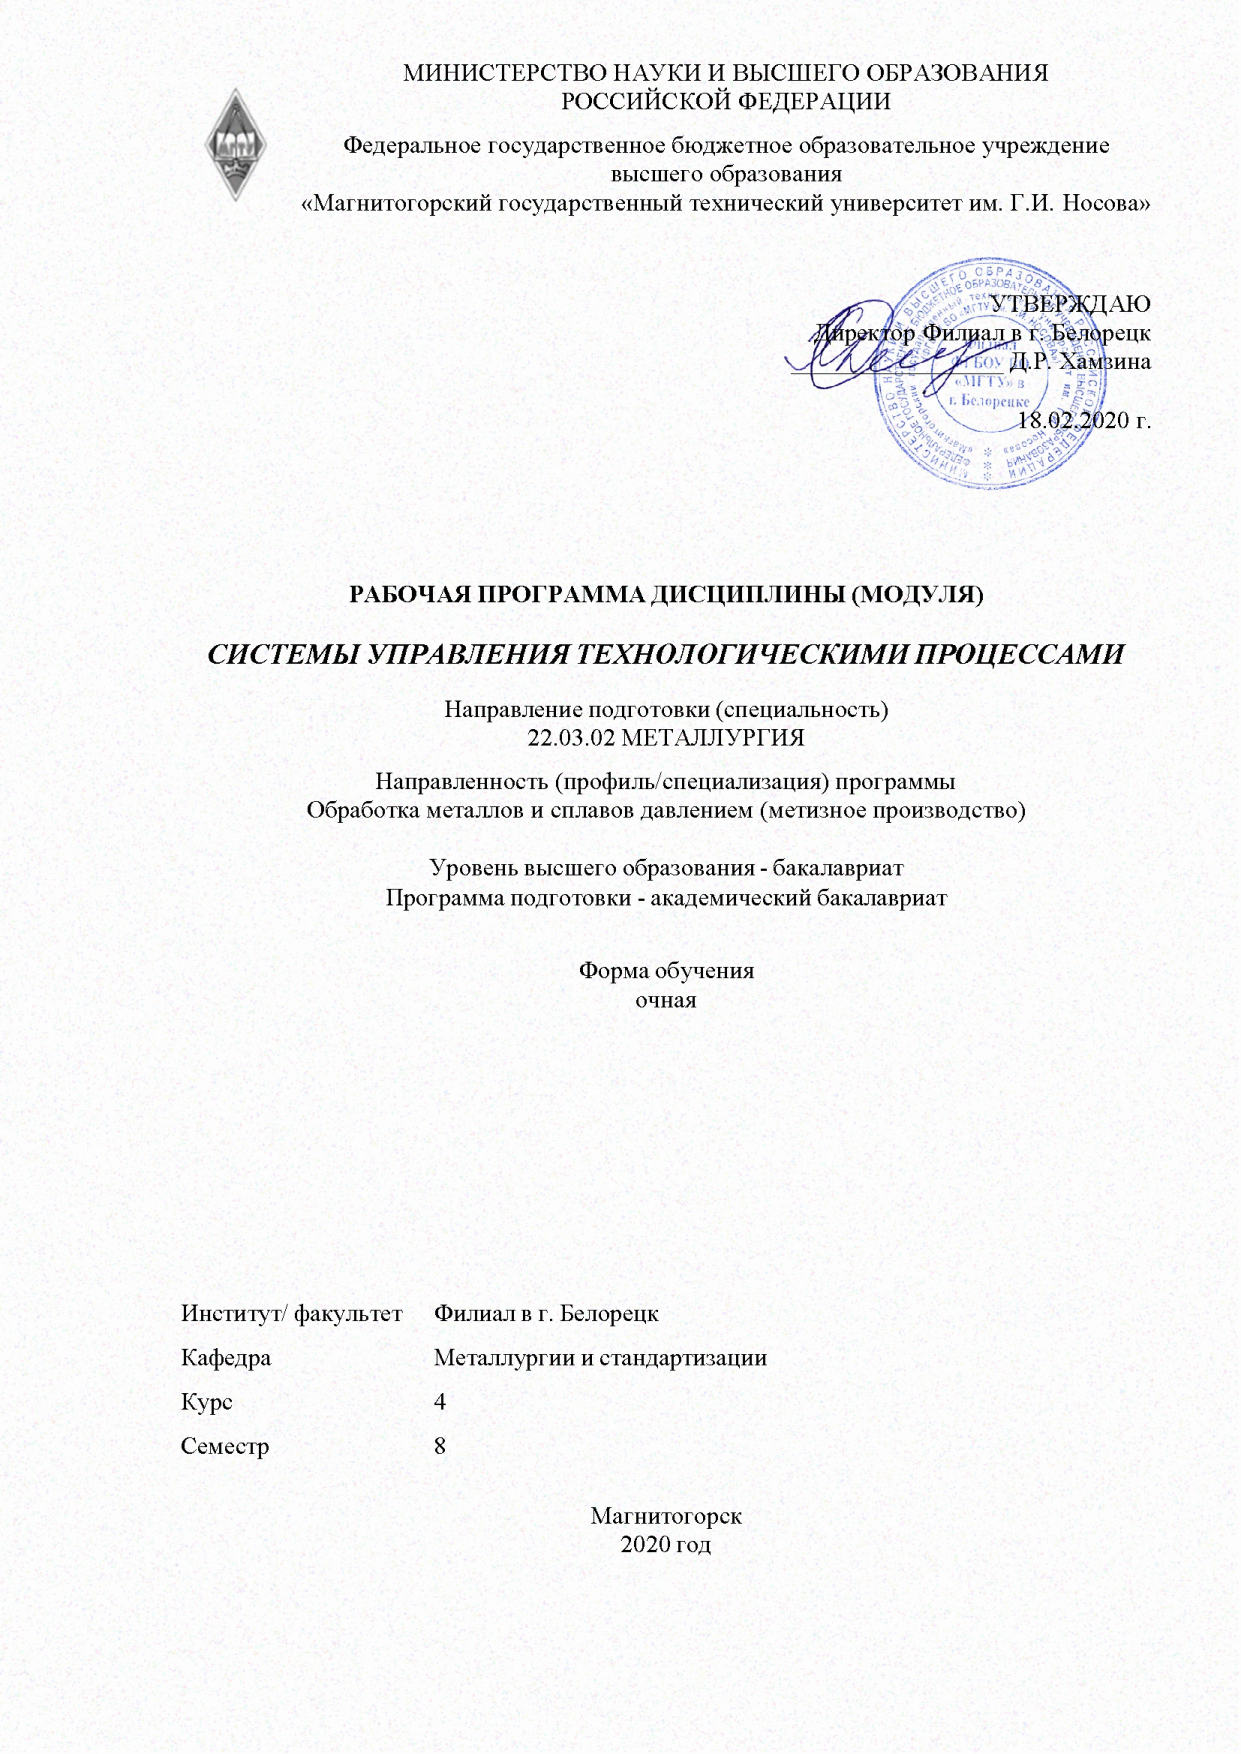 МИНИСТЕРСТВО НАУКИ И ВЫСШЕГО ОБРАЗОВАНИЯ
РОССИЙСКОЙ ФЕДЕРАЦИИ
Федеральное государственное бюджетное образовательное учреждение
высшего образования
«Магнитогорский государственный технический университет им. Г.И. Носова»
УТВЕРЖДАЮ
Директор Филиал в г. Белорецк
Д.Р. Хамзина
«МГТУ» в
г. Белорецке
18.02.2020 г.
РАБОЧАЯ ПРОГРАММА ДИСЦИПЛИНЫ (МОДУЛЯ)
СИСТЕМЫ УПРАВЛЕНИЯ ТЕХНОЛОГИЧЕСКИМИ ПРОЦЕССАМИ
Направление подготовки (специальность)
22.03.02 МЕТАЛЛУРГИЯ
Направленность (профиль/специализация) программы
Обработка металлов и сплавов давлением (метизное производство)
Уровень высшего образования - бакалавриат
Программа подготовки - академический бакалавриат
Форма обучения
очная
Институт/ факультет Филиал в г. Белорецк
Кафедра Металлургии и стандартизации
Курс 4
Семестр 8
Магнитогорск
2020 год